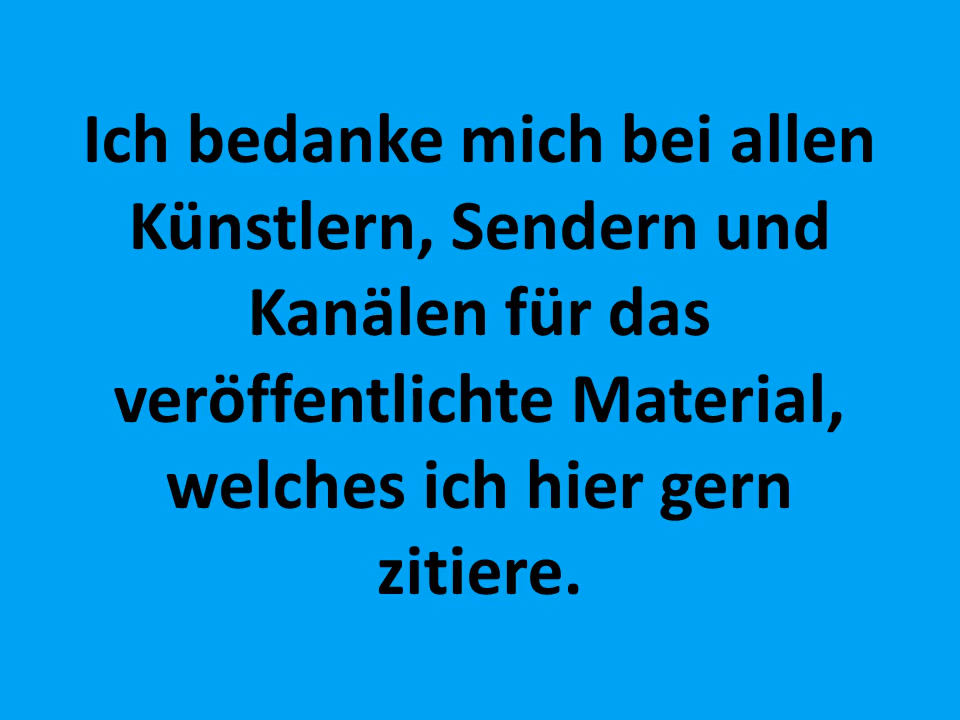 Ich bedanke mich bei allen
Künstlern, Sendern und
Kanälen für das
veröffentlichte Material,
welches ich hier gern
zitiere.